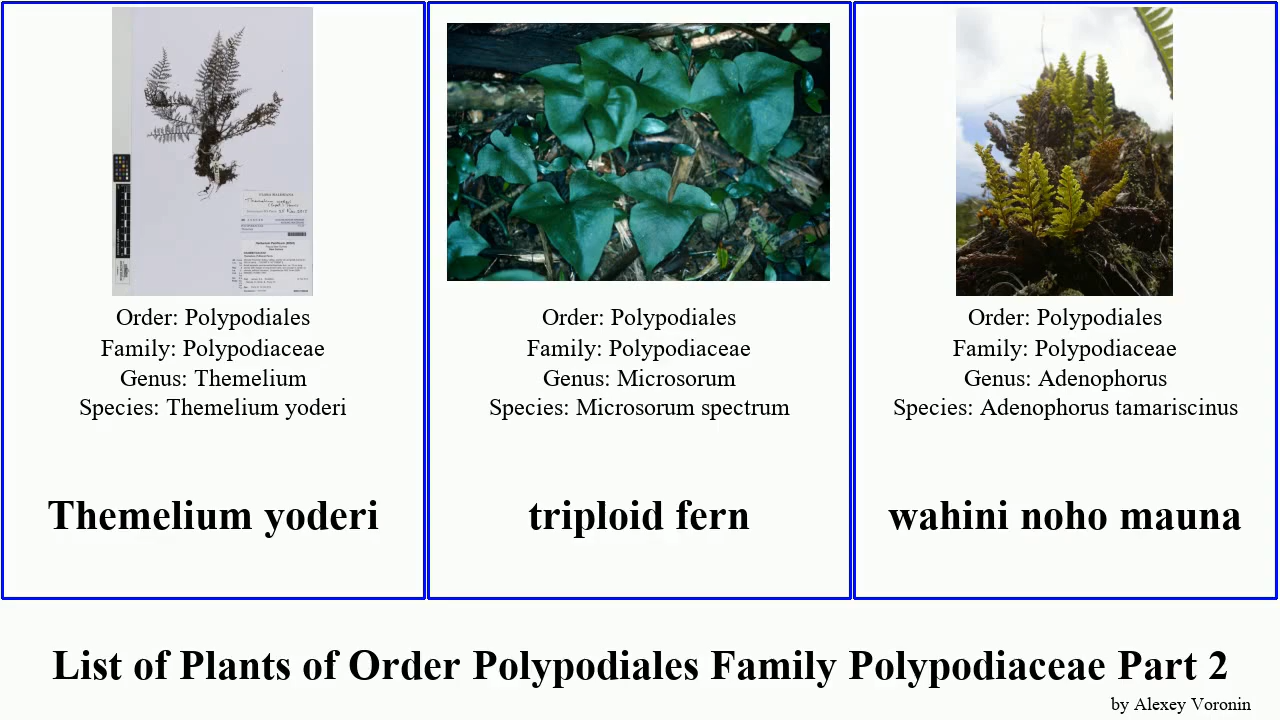 Order: Polypodiales
Family: Polypodiaceae
Genus: Themelium
Species: Themelium yoderi
Themelium yoderi
Order: Polypodiales
Family: Polypodiaceae
Genus: Microsorum
Species: Microsorum spectrum
triploid fern
Order: Polypodiales
Family: Polypodiaceae
Genus: Adenophorus
Species: Adenophorus tamariscinus
wahini noho mauna
List of Plants of Order Polypodiales Family Polypodiaceae Part 2
by Alexey Voronin